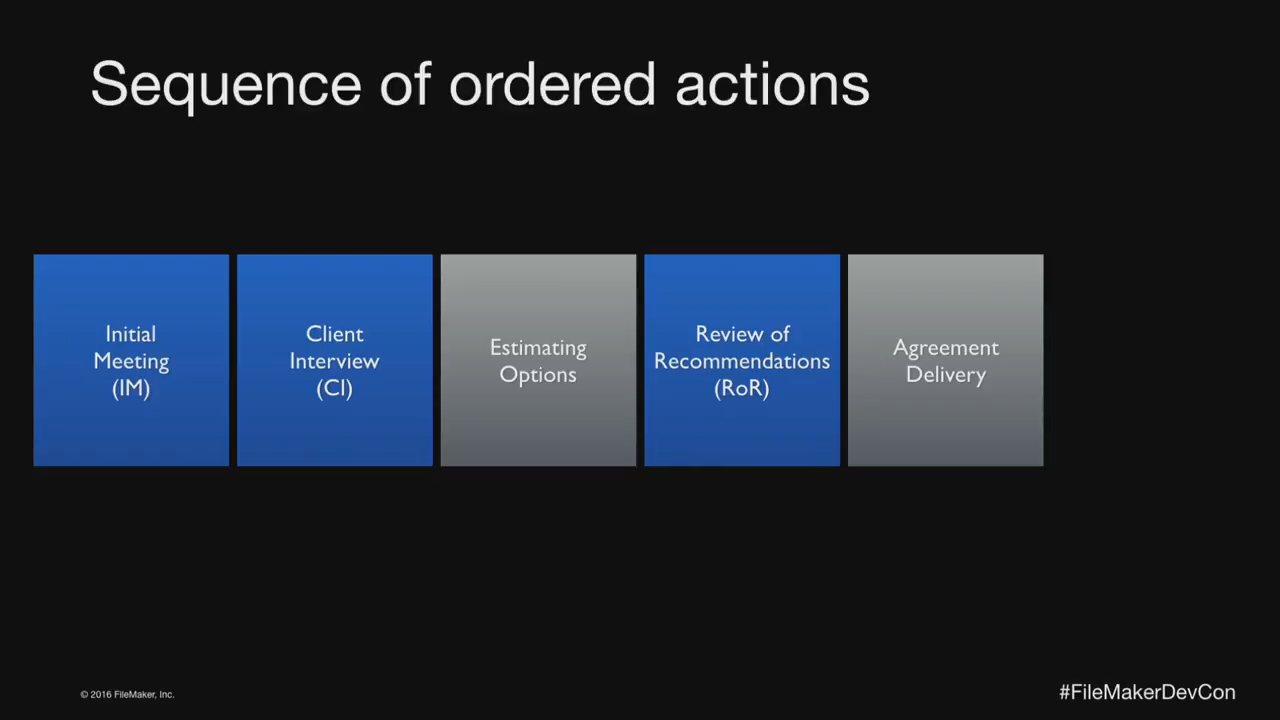 Sequence of ordered actions
Initial
Meeting
(IM)
Client
Interview
(CI)
Estimating
Options
Review of
Recommendations
(RoR)
Agreement
Delivery
© 2016 FileMaker, Inc.
#FileMakerDevCon